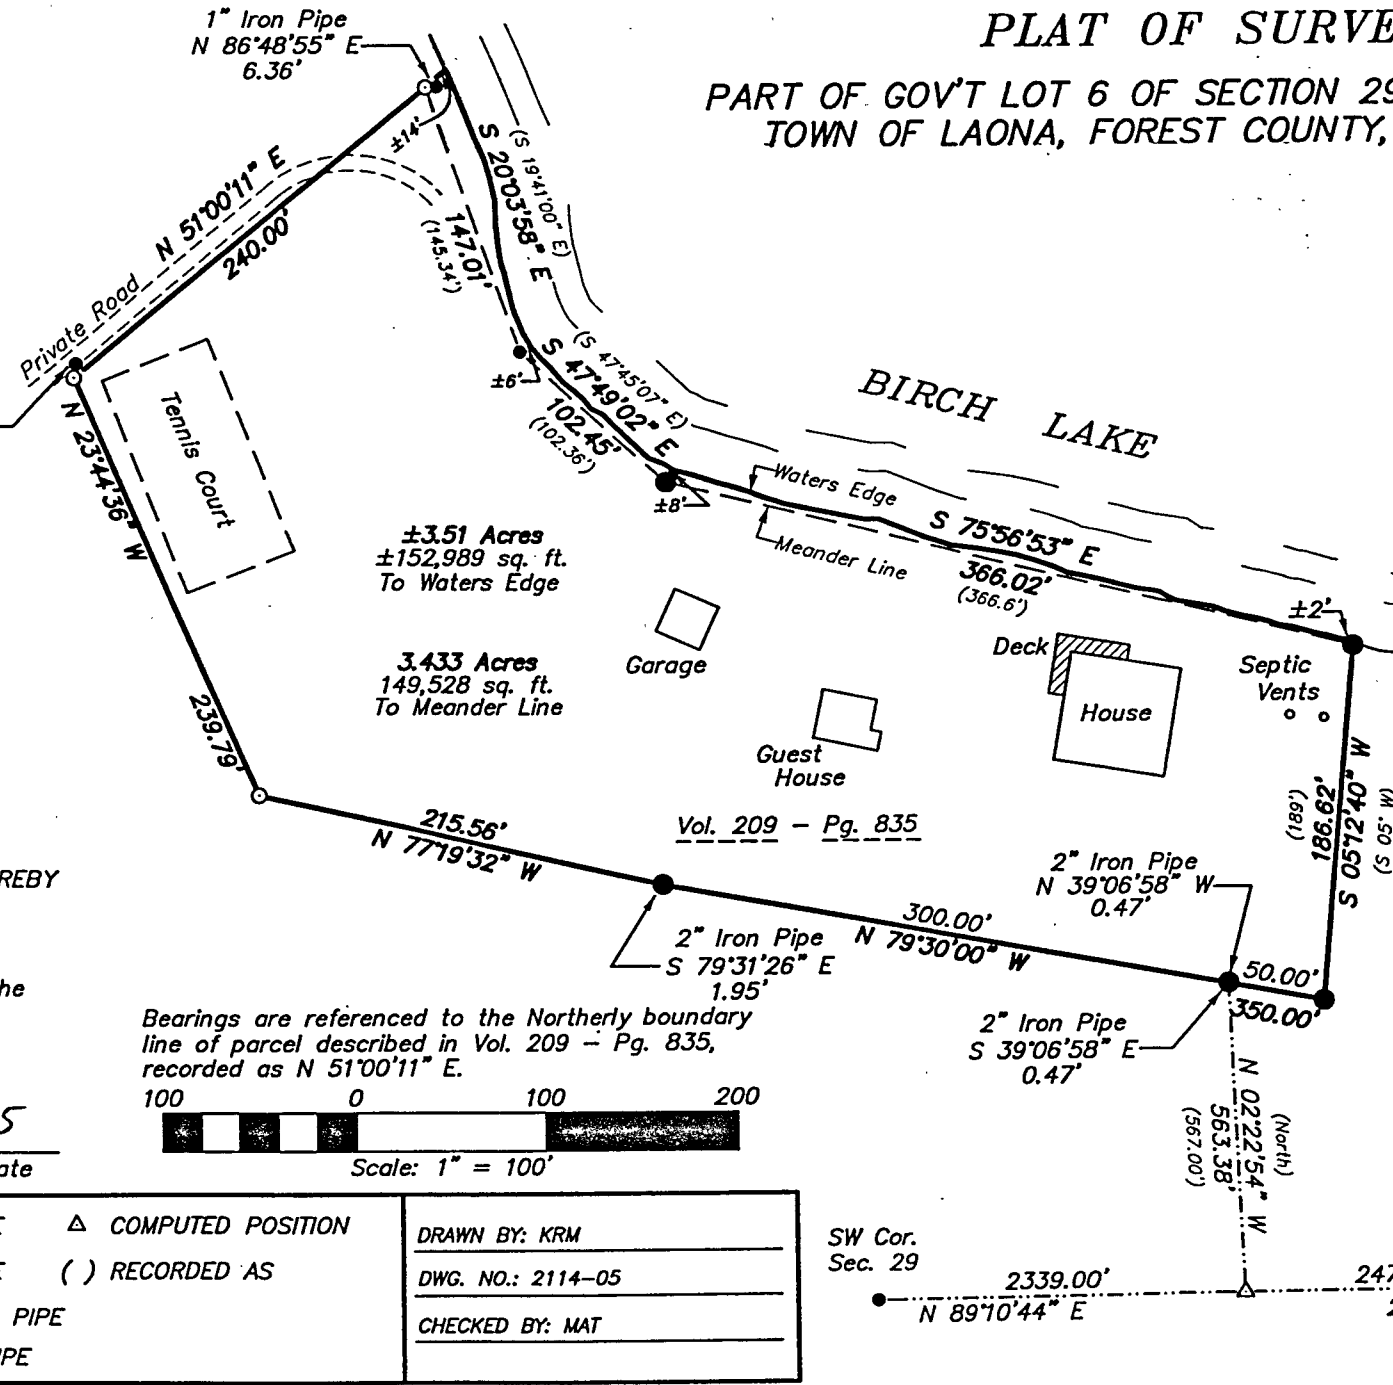 PLAT OF SURVE
PART OF GOV'T LOT 6 OF SECTION 29
TOWN OF LAONA, FOREST COUNTY,
1" Iron Pipe
N 86°48'55" E
6.36'
±14'
N 51°00'11" E
240.00'
Private Road
S 20°03'58" E
(S 19°41'00" E)
147.01'
(145.34')
±6'
S 47°49'02" E
(S 47°45'07" E)
102.45'
(102.36')
±8'
BIRCH LAKE
Waters Edge
Meander Line
S 75°56'53" E
366.02'
(366.6')
±2'
Tennis Court
N 23°44'36" W
239.79'
±3.51 Acres
±152,989 sq. ft.
To Waters Edge
3.433 Acres
149,528 sq. ft.
To Meander Line
Garage
Deck
House
Septic
Vents
Guest
House
Vol. 209 - Pg. 835
186.62'
(189')
S 05°12'40" W
(S 05° W)
215.56'
N 77°19'32" W
2" Iron Pipe
S 79°31'26" E
1.95'
300.00'
N 79°30'00" W
2" Iron Pipe
N 39°06'58" W
0.47'
50.00'
350.00'
2" Iron Pipe
S 39°06'58" E
0.47'
REBY
he
Bearings are referenced to the Northerly boundary
line of parcel described in Vol. 209 - Pg. 835,
recorded as N 51°00'11" E.
100 0 100 200
Scale: 1" = 100'
5
ate
N 02°22'54" W
(North)
563.38'
(567.00')
E △ COMPUTED POSITION
E ( ) RECORDED AS
PIPE
IPE
DRAWN BY: KRM
DWG. NO.: 2114-05
CHECKED BY: MAT
SW Cor.
Sec. 29
2339.00'
N 89°10'44" E
247